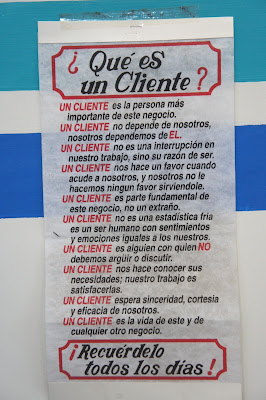 ¿ Qué eS
un Cliente ?
UN CLIENTE es la persona más
importante de este negocio.
UN CLIENTE no depende de nosotros,
nosotros dependemos de EL.
UN CLIENTE no es una interrupción en
nuestro trabajo, sino su razón de ser.
UN CLIENTE nos hace un favor cuando
acude a nosotros, y nosotros no le
hacemos ningun favor sirviendole.
UN CLIENTE es parte fundamental de
este negocio, no un extraño.
UN CLIENTE no es una estadistica fria
es un ser humano con sentimientos
y emociones iguales a los nuestros.
UN CLIENTE es alguien con quien NO
debemos argüir o discutir.
UN CLIENTE nos hace conocer sus
necesidades; nuestro trabajo es
satisfacerlas.
UN CLIENTE espera sinceridad, cortesia
y eficacia de nosotros.
UN CLIENTE es la vida de este y de
cualquier otro negocio.
¡Recuérdelo
todos los días!